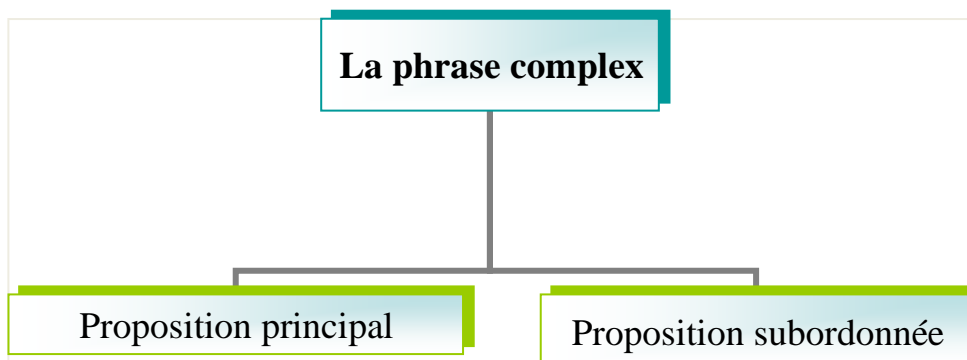 La phrase complex
Proposition principal
Proposition subordonnée